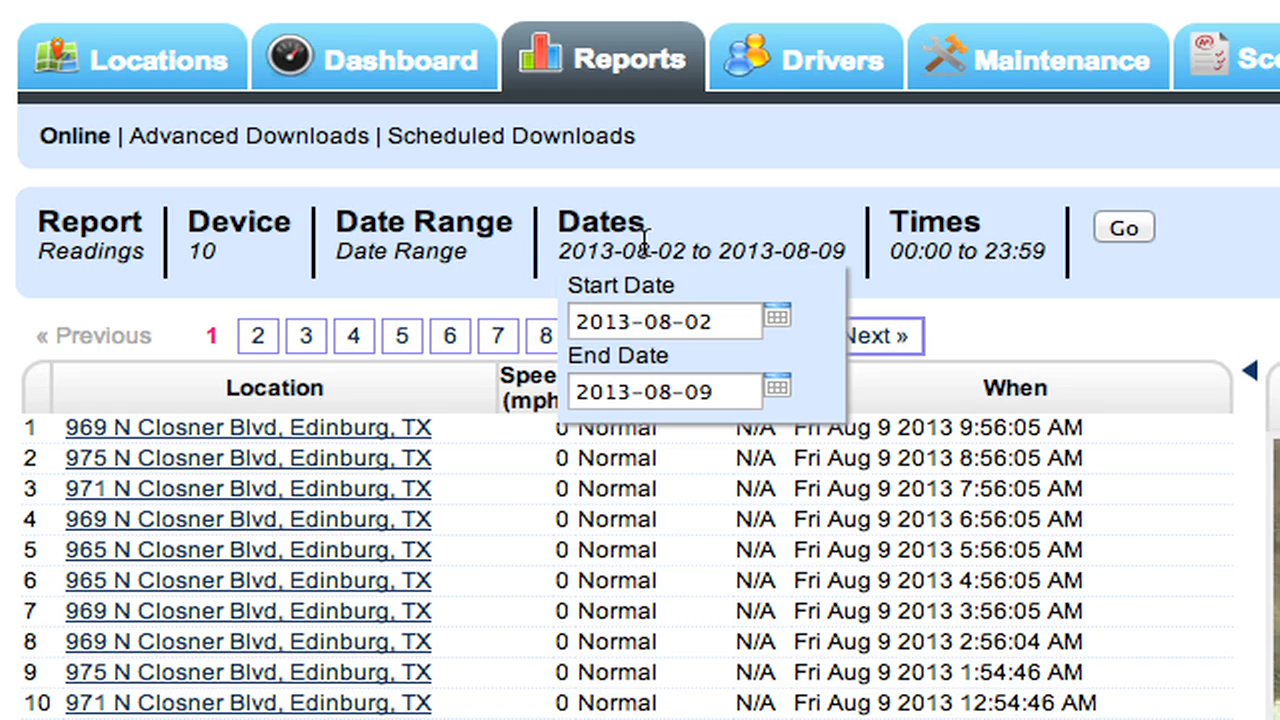 Locations Dashboard Reports Drivers Maintenance
Online | Advanced Downloads | Scheduled Downloads
Report Device Date Range Dates Times Go
Readings 10 Date Range 2013-08-02 to 2013-08-09 00:00 to 23:59
Start Date
2013-08-02
« Previous 1 2 3 4 5 6 7 8 Next »
End Date
2013-08-09
Location When
(mph
1 969 N Closner Blvd, Edinburg, TX 0 Normal N/A Fri Aug 9 2013 9:56:05 AM
2 975 N Closner Blvd, Edinburg, TX 0 Normal N/A Fri Aug 9 2013 8:56:05 AM
3 971 N Closner Blvd, Edinburg, TX 0 Normal N/A Fri Aug 9 2013 7:56:05 AM
4 969 N Closner Blvd, Edinburg, TX 0 Normal N/A Fri Aug 9 2013 6:56:05 AM
5 965 N Closner Blvd, Edinburg, TX 0 Normal N/A Fri Aug 9 2013 5:56:05 AM
6 965 N Closner Blvd, Edinburg, TX 0 Normal N/A Fri Aug 9 2013 4:56:05 AM
7 969 N Closner Blvd, Edinburg, TX 0 Normal N/A Fri Aug 9 2013 3:56:05 AM
8 969 N Closner Blvd, Edinburg, TX 0 Normal N/A Fri Aug 9 2013 2:56:04 AM
9 975 N Closner Blvd, Edinburg, TX 0 Normal N/A Fri Aug 9 2013 1:54:46 AM
10 971 N Closner Blvd, Edinburg, TX 0 Normal N/A Fri Aug 9 2013 12:54:46 AM